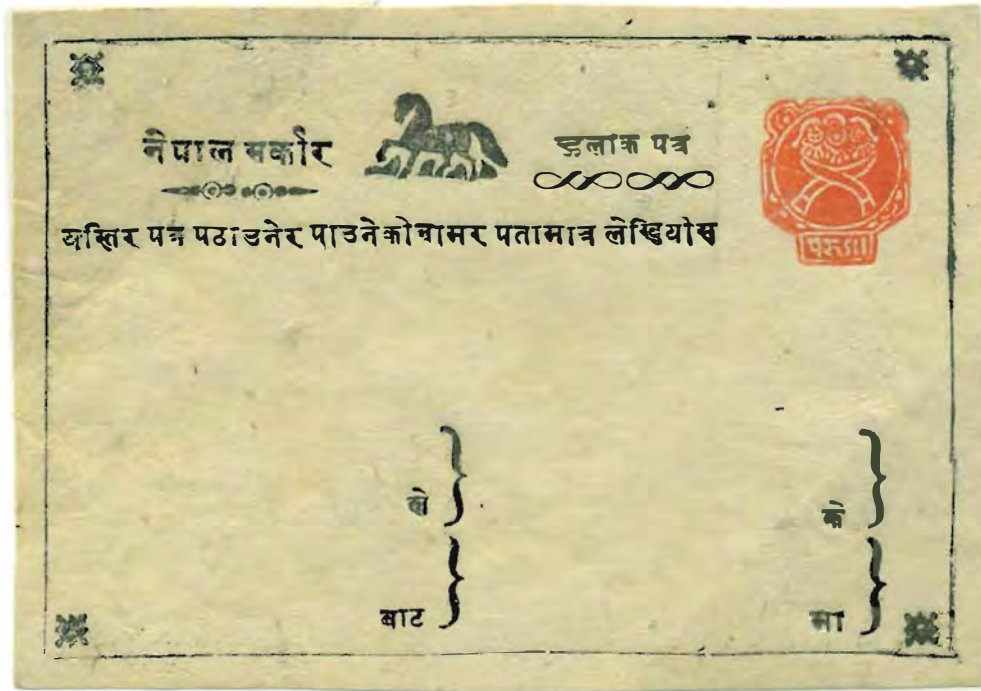 नेपाल सर्कार
हुलाक पत्र
यस्तिर पत्र पठाउनेर पाउनेको नामर पतामात्र लेखियोस
पैसा।
ले }
के }
बाट }
मा }